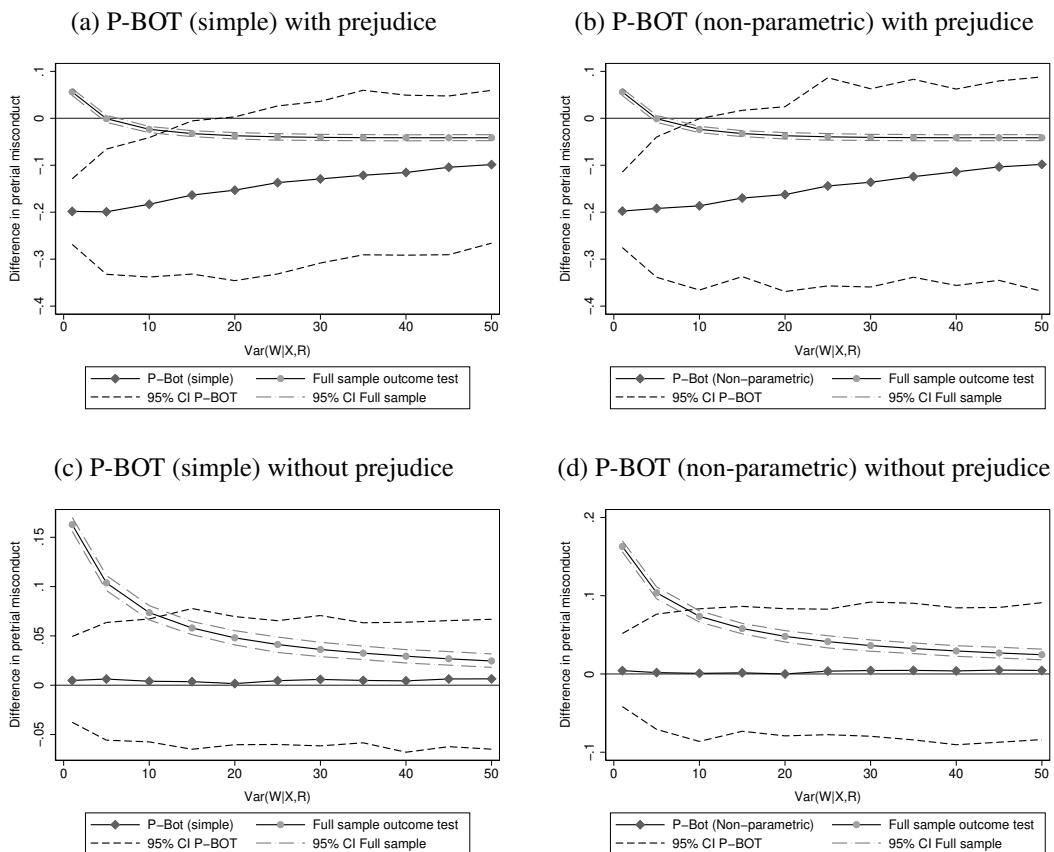 (a) P-BOT (simple) with prejudice
(b) P-BOT (non-parametric) with prejudice
Difference in pretrial misconduct
.1
0
-.1
-.2
-.3
-.4
0 10 20 30 40 50
Var(W|X,R)
P-Bot (simple) Full sample outcome test
95% CI P-BOT 95% CI Full sample
Difference in pretrial misconduct
.1
0
-.1
-.2
-.3
-.4
0 10 20 30 40 50
Var(W|X,R)
P-Bot (Non-parametric) Full sample outcome test
95% CI P-BOT 95% CI Full sample
(c) P-BOT (simple) without prejudice
(d) P-BOT (non-parametric) without prejudice
Difference in pretrial misconduct
.15
.1
.05
0
-.05
0 10 20 30 40 50
Var(W|X,R)
P-Bot (simple) Full sample outcome test
95% CI P-BOT 95% CI Full sample
Difference in pretrial misconduct
.2
.1
0
-.1
0 10 20 30 40 50
Var(W|X,R)
P-Bot (Non-parametric) Full sample outcome test
95% CI P-BOT 95% CI Full sample